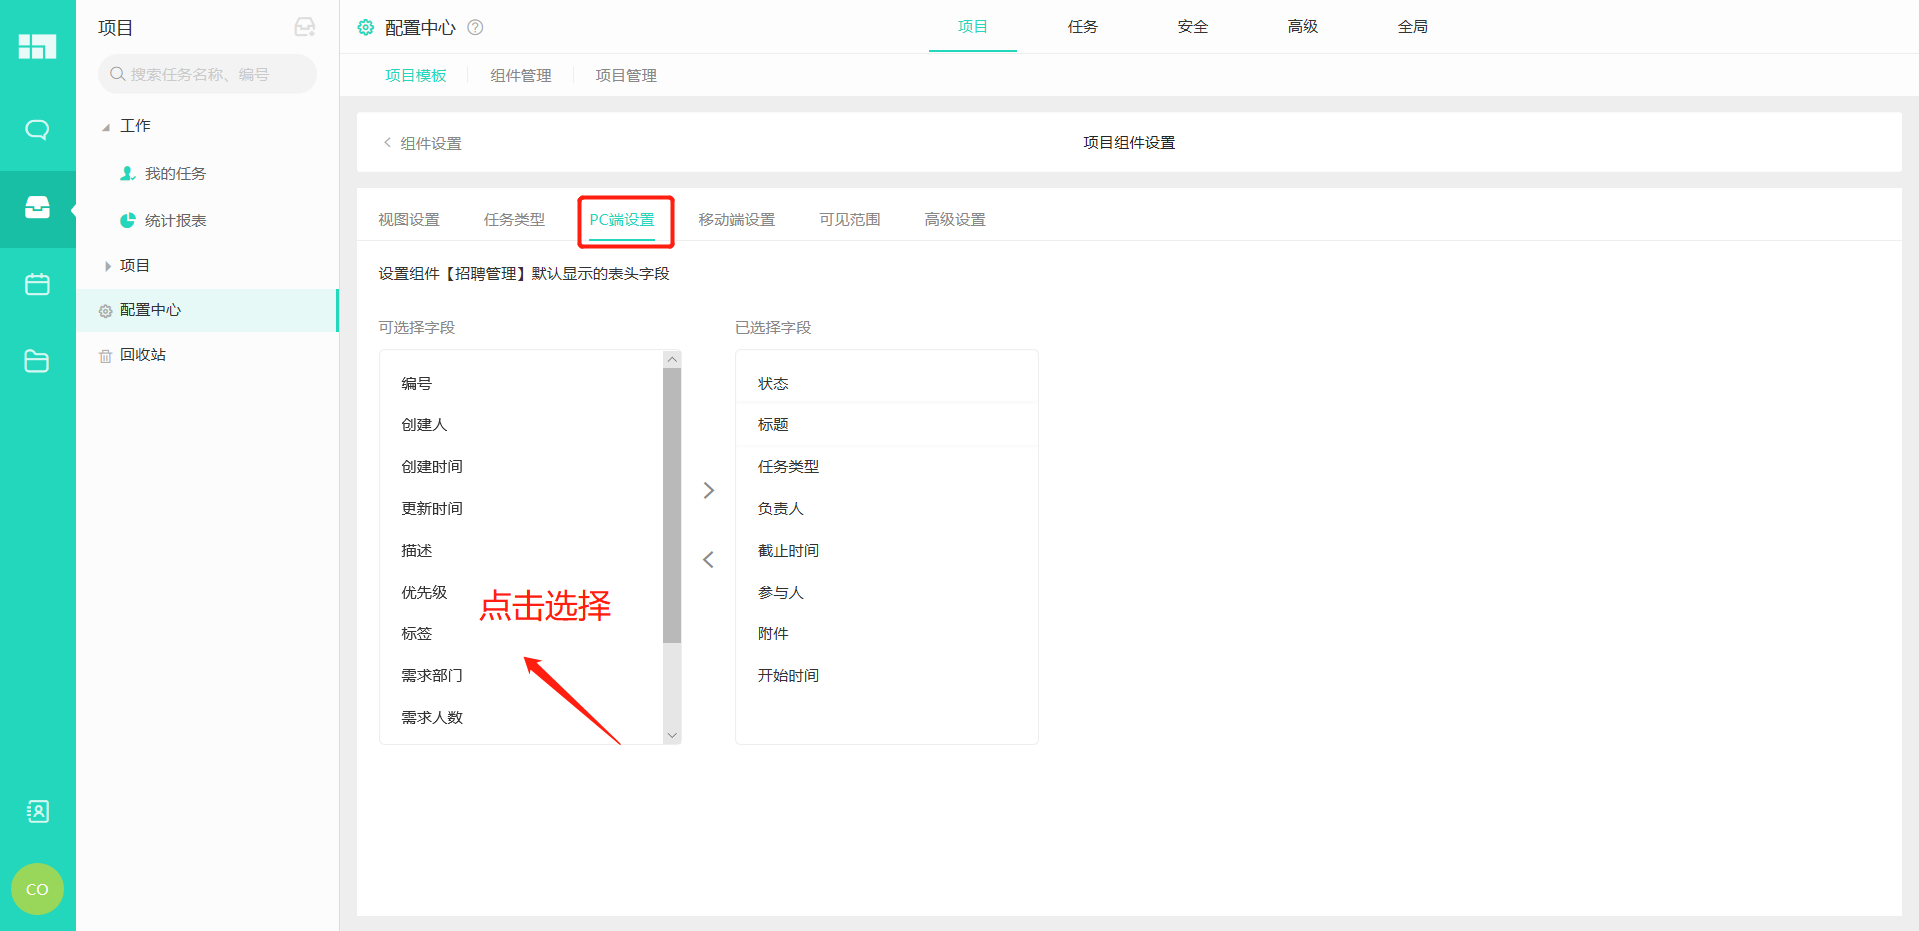 项目
搜索任务名称、编号
工作
我的任务
统计报表
项目
配置中心
回收站
CO
配置中心
项目
任务
安全
高级
全局
项目模板
组件管理
项目管理
组件设置
项目组件设置
视图设置
任务类型
PC端设置
移动端设置
可见范围
高级设置
设置组件【招聘管理】默认显示的表头字段
可选择字段
编号
创建人
创建时间
更新时间
描述
优先级
标签
需求部门
需求人数
点击选择
已选择字段
状态
标题
任务类型
负责人
截止时间
参与人
附件
开始时间